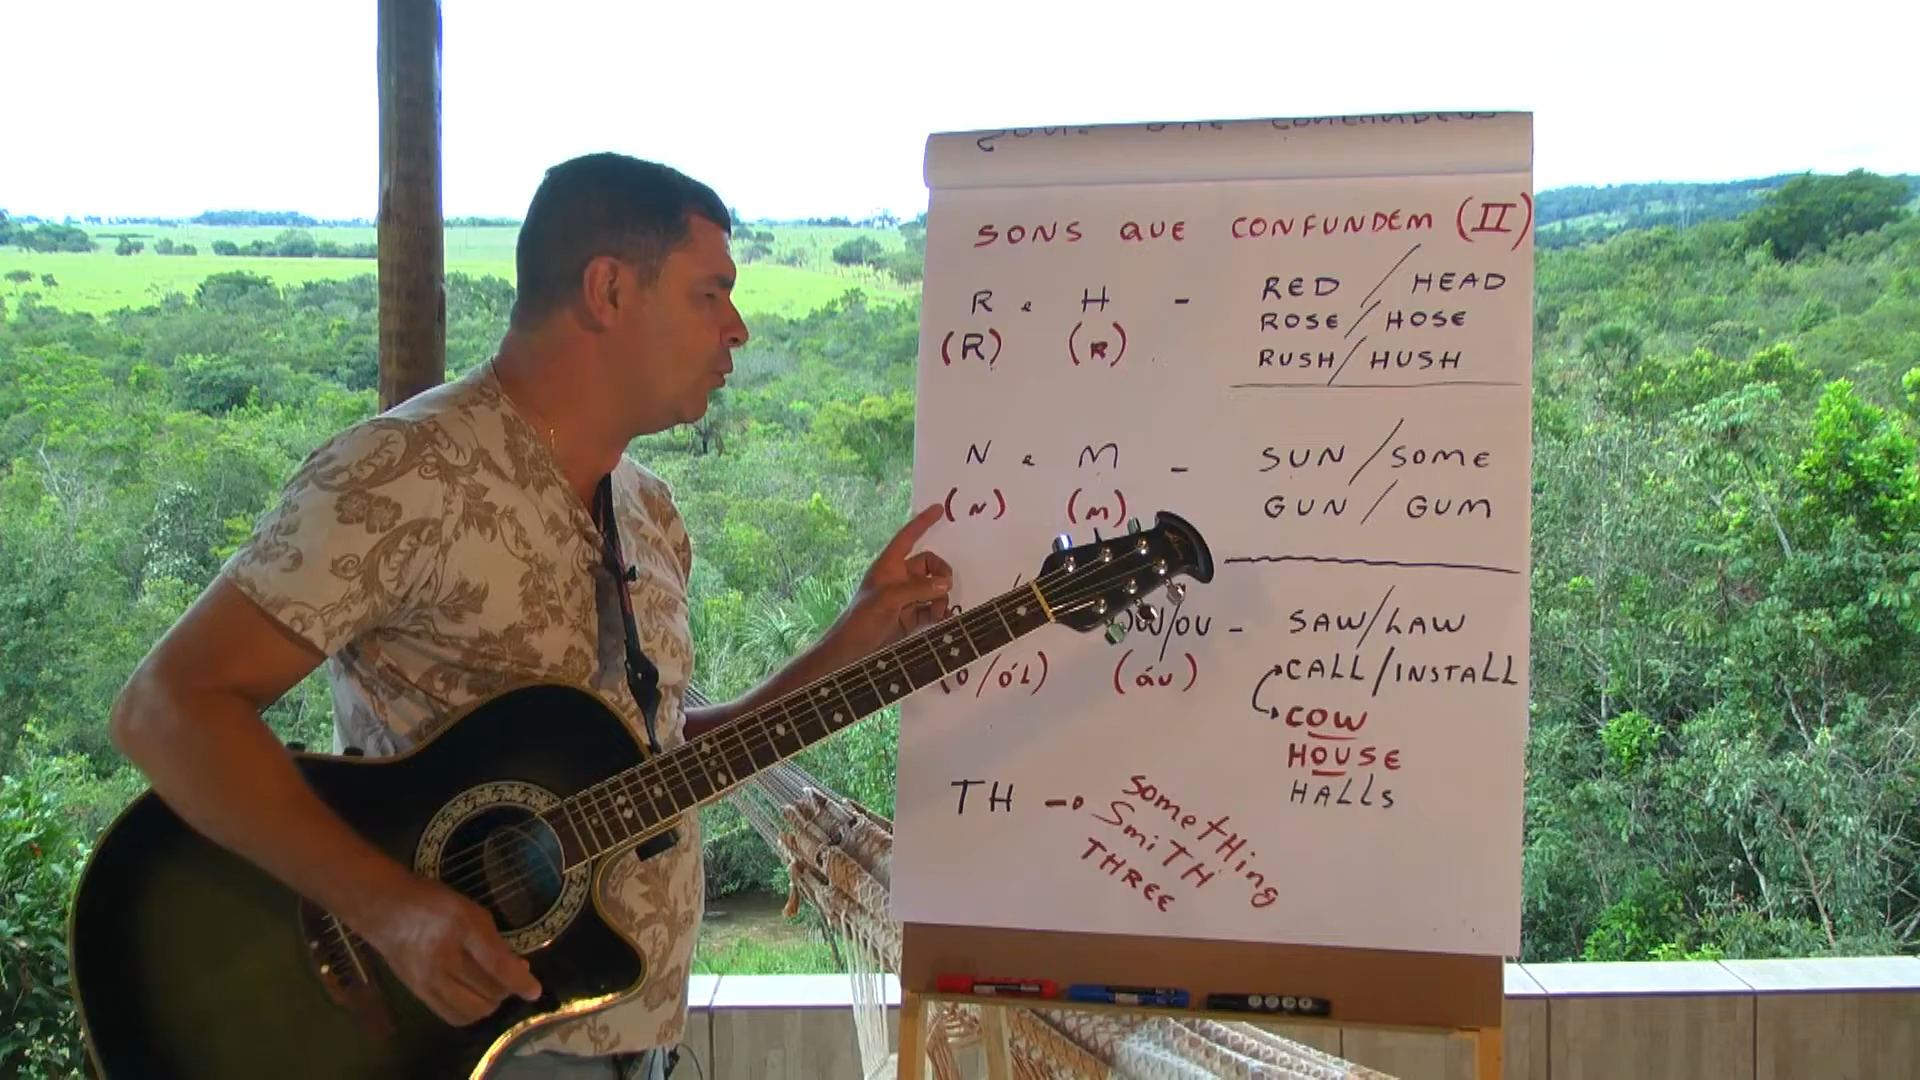 SONS QUE CONFUNDEM (II)
R e H - RED / HEAD
(R) (R) ROSE / HOSE
RUSH / HUSH
N e M - SUN / SOME
(N) (M) GUN / GUM
OW/OU - SAW/LAW
/ÓL) (áu) CALL/INSTALL
COW
HOUSE
HALLS
TH SomeTHing
SmiTH
THREE